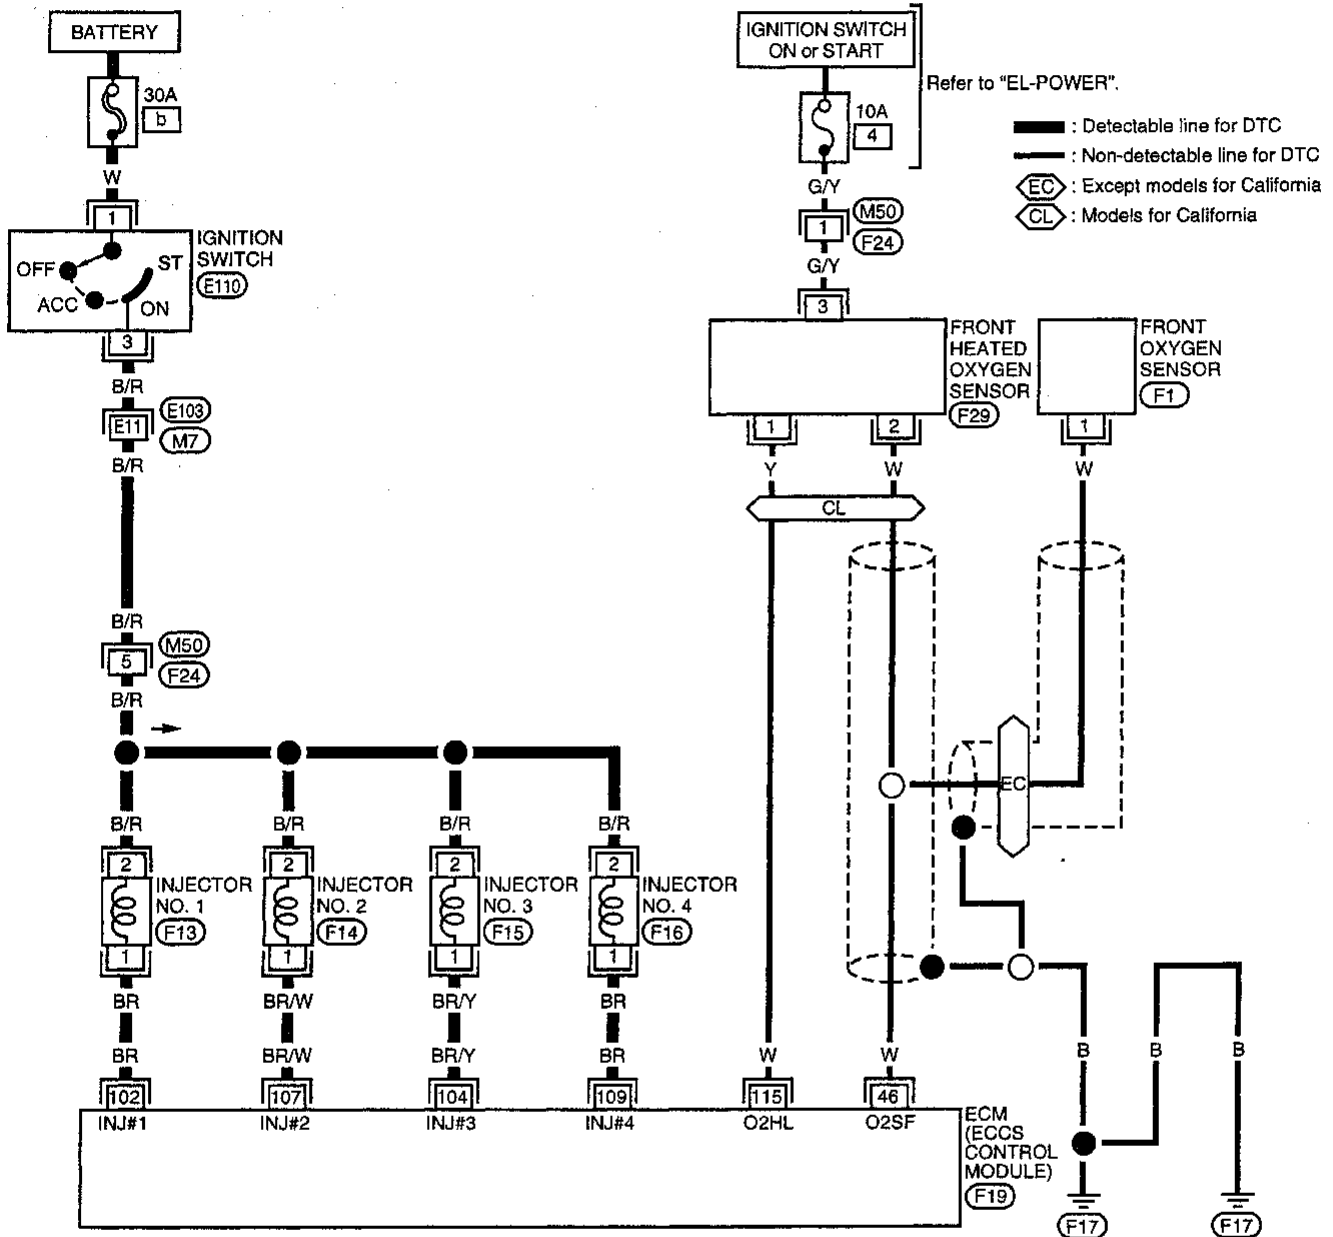 BATTERY
30A
b
W
1
IGNITION
SWITCH
E110
OFF
ST
ACC
ON
3
B/R
E11
E103
M7
B/R
B/R
5
M50
F24
B/R
B/R
B/R
B/R
B/R
2
2
2
2
INJECTOR
NO. 1
F13
INJECTOR
NO. 2
F14
INJECTOR
NO. 3
F15
INJECTOR
NO. 4
F16
1
1
1
1
BR
BR/W
BR/Y
BR
BR
BR/W
BR/Y
BR
102
107
104
109
INJ#1
INJ#2
INJ#3
INJ#4
IGNITION SWITCH
ON or START
Refer to "EL-POWER".
10A
4
G/Y
1
M50
F24
G/Y
3
: Detectable line for DTC
: Non-detectable line for DTC
EC : Except models for California
CL : Models for California
FRONT
HEATED
OXYGEN
SENSOR
F29
FRONT
OXYGEN
SENSOR
F1
1
2
1
Y
W
W
CL
EC
W
W
B
B
B
115
46
O2HL
O2SF
ECM
(ECCS
CONTROL
MODULE)
F19
F17
F17